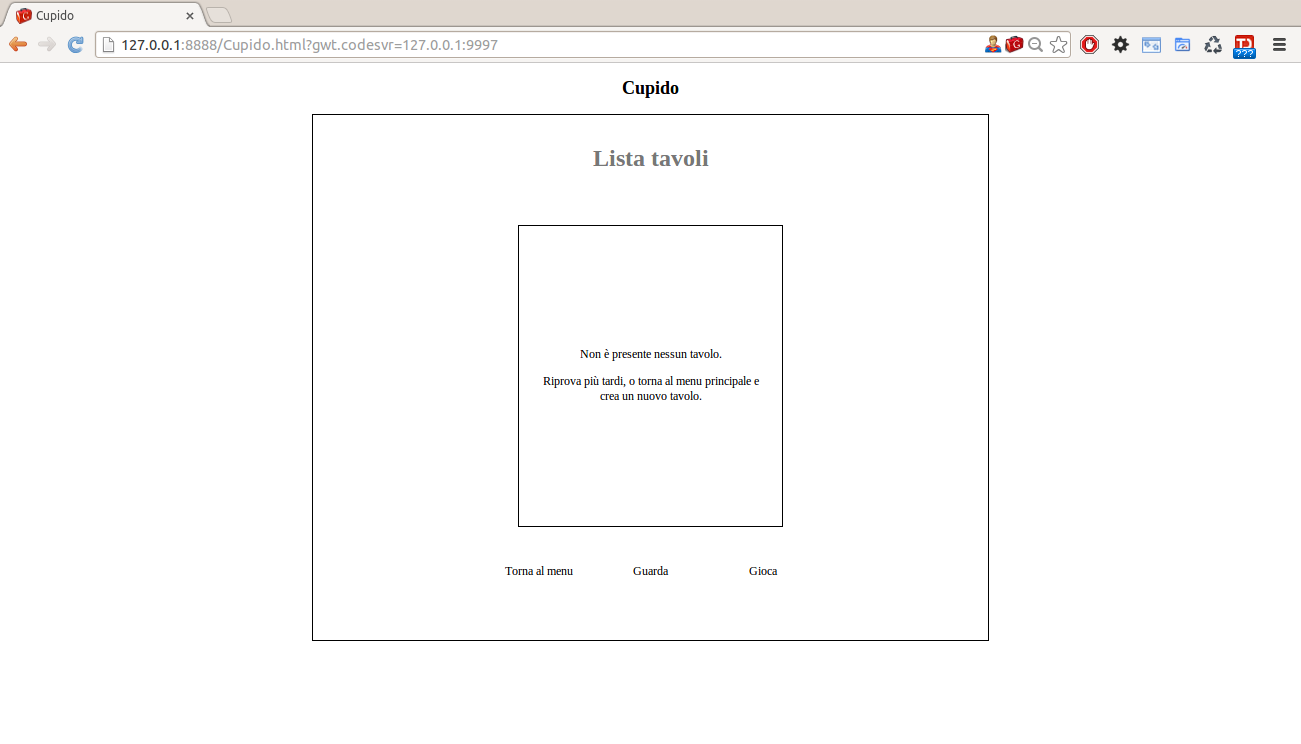 Cupido
127.0.0.1:8888/Cupido.html?gwt.codesvr=127.0.0.1:9997
???
Cupido
Lista tavoli
Non è presente nessun tavolo.
Riprova più tardi, o torna al menu principale e
crea un nuovo tavolo.
Torna al menu Guarda Gioca